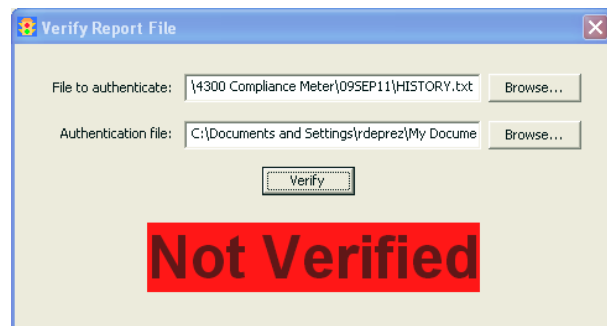 Verify Report File
File to authenticate: \4300 Compliance Meter\09SEP11\HISTORY.txt Browse...
Authentication file: C:\Documents and Settings\rdeprez\My Docume Browse...
Verify
Not Verified